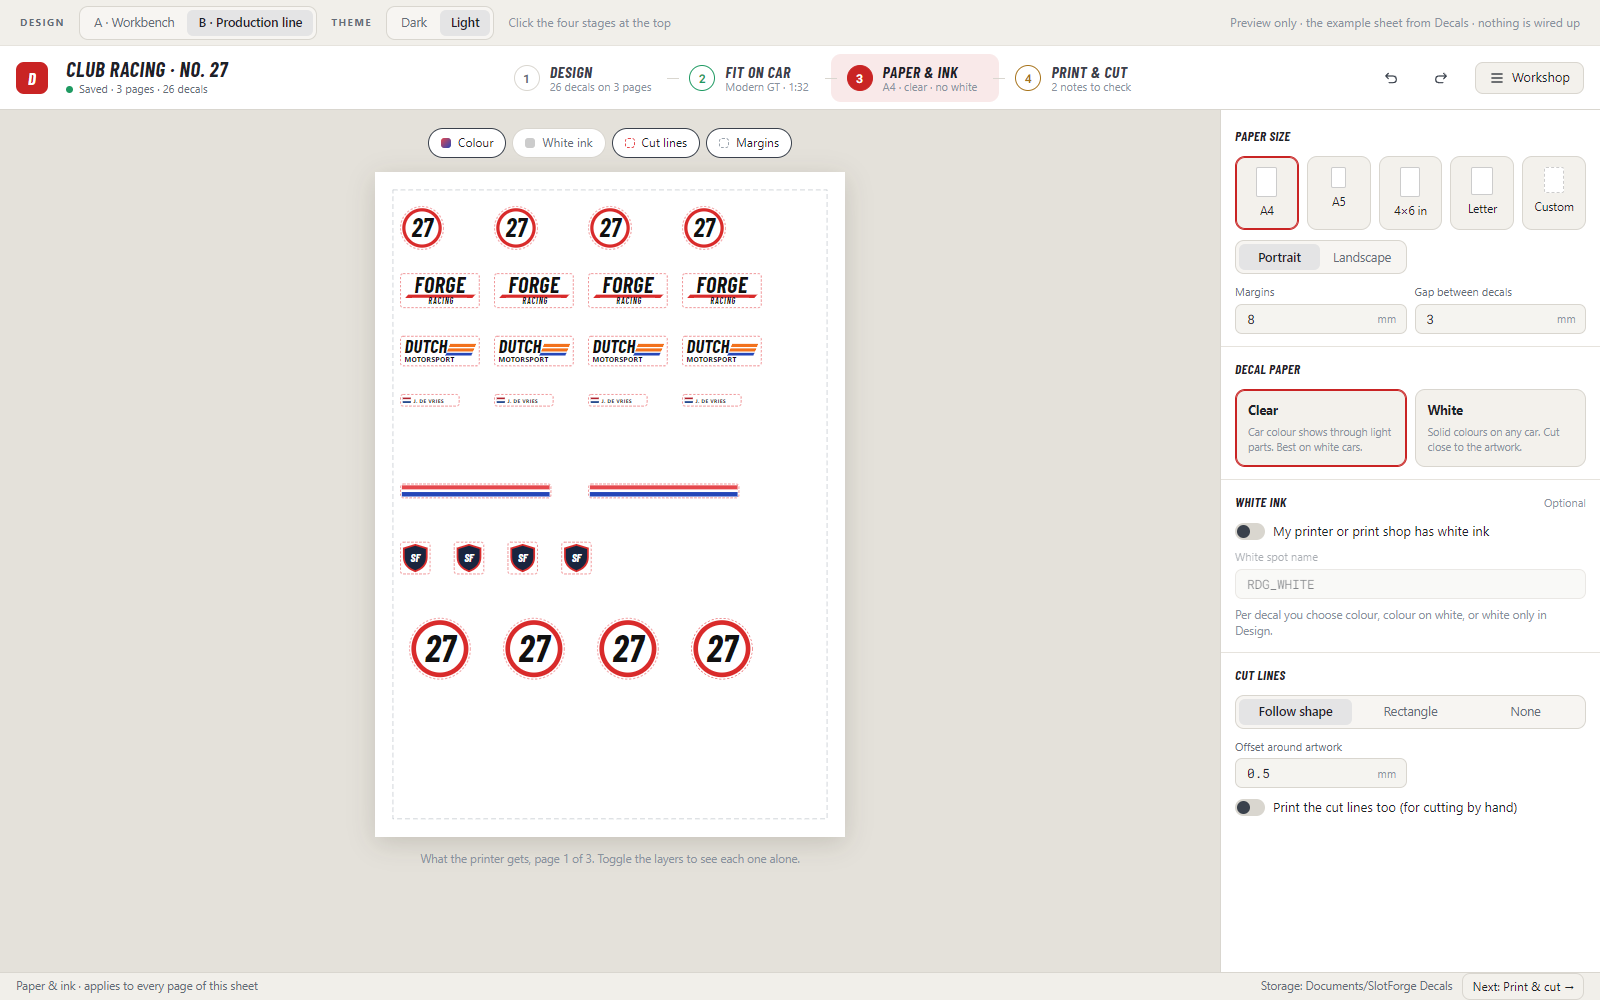 DESIGN
A · Workbench
B · Production line
THEME
Dark
Light
Click the four stages at the top
Preview only · the example sheet from Decals · nothing is wired up
D
CLUB RACING · NO. 27
Saved · 3 pages · 26 decals
1
DESIGN
26 decals on 3 pages
2
FIT ON CAR
Modern GT · 1:32
3
PAPER & INK
A4 · clear · no white
4
PRINT & CUT
2 notes to check
Workshop
Colour
White ink
Cut lines
Margins
27 27 27 27
FORGE FORGE FORGE FORGE
RACING RACING RACING RACING
DUTCH DUTCH DUTCH DUTCH
MOTORSPORT MOTORSPORT MOTORSPORT MOTORSPORT
J. DE VRIES J. DE VRIES J. DE VRIES J. DE VRIES
SF SF SF SF
27 27 27 27
What the printer gets, page 1 of 3. Toggle the layers to see each one alone.
PAPER SIZE
A4
A5
4×6 in
Letter
Custom
Portrait
Landscape
Margins
Gap between decals
8 mm
3 mm
DECAL PAPER
Clear
Car colour shows through light
parts. Best on white cars.
White
Solid colours on any car. Cut
close to the artwork.
WHITE INK
Optional
My printer or print shop has white ink
White spot name
RDG_WHITE
Per decal you choose colour, colour on white, or white only in
Design.
CUT LINES
Follow shape
Rectangle
None
Offset around artwork
0.5 mm
Print the cut lines too (for cutting by hand)
Paper & ink · applies to every page of this sheet
Storage: Documents/SlotForge Decals
Next: Print & cut →